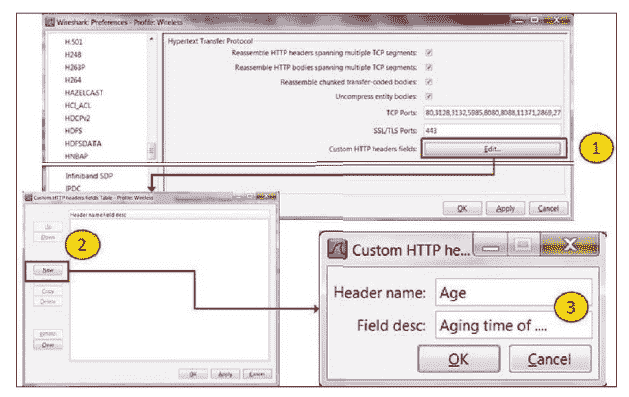 Wireshark: Preferences - Profile: Wireless
H.501
H248
H263P
H264
HAZELCAST
HCI_ACL
HDCPv2
HDFS
HDFSDATA
HNBAP
Infiniband SDP
IPDC
Hypertext Transfer Protocol
Reassemble HTTP headers spanning multiple TCP segments:
Reassemble HTTP bodies spanning multiple TCP segments:
Reassemble chunked transfer-coded bodies:
Uncompress entity bodies:
TCP Ports: 80,3128,3132,5985,8080,8088,11371,2869,27
SSL/TLS Ports: 443
Custom HTTP headers fields: Edit...
1
OK Apply Cancel
Custom HTTP headers fields Table - Profile: Wireless
Header name Field desc
Up
Down
2
New
Copy
Delete
Refresh
Clear
OK Apply Cancel
Custom HTTP he...
Header name: Age
Field desc: Aging time of ....
3
OK Cancel